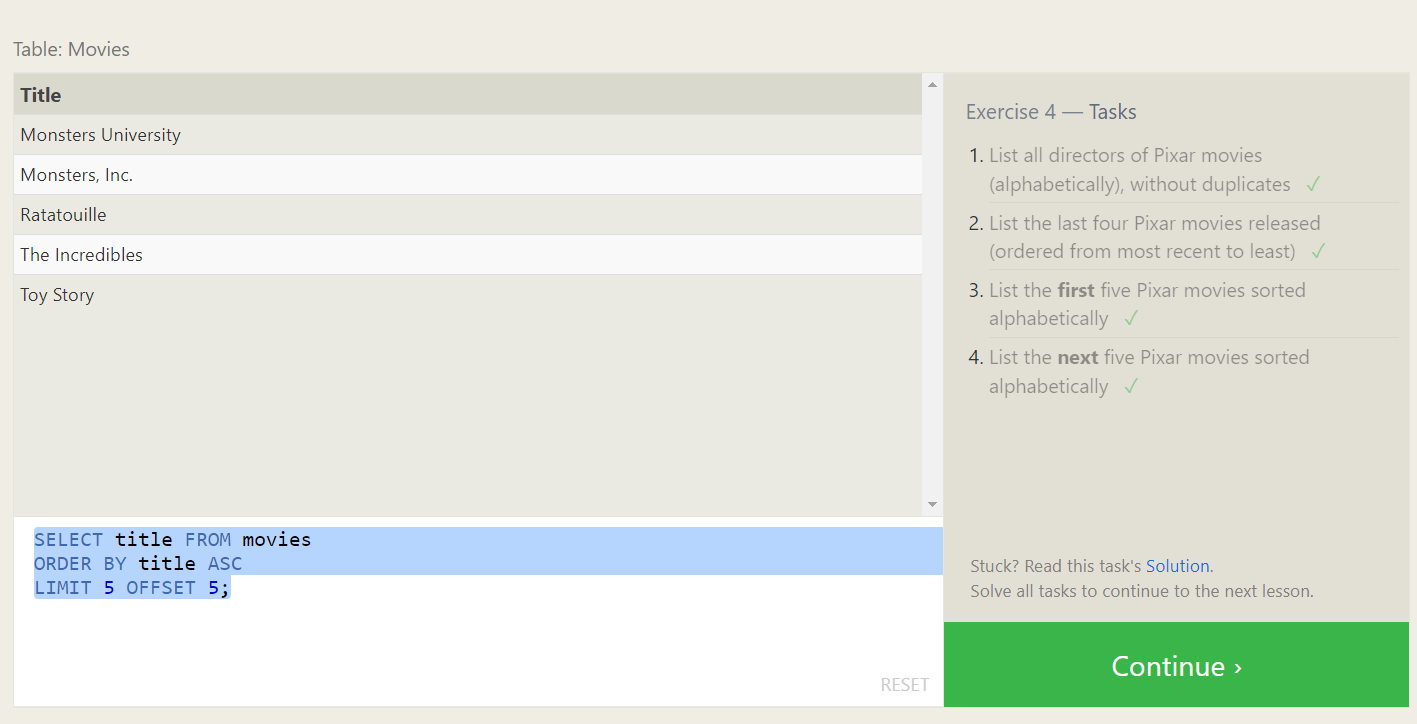 Table: Movies
Title
Monsters University
Monsters, Inc.
Ratatouille
The Incredibles
Toy Story
SELECT title FROM movies
ORDER BY title ASC
LIMIT 5 OFFSET 5;
RESET
Exercise 4 — Tasks
1. List all directors of Pixar movies
(alphabetically), without duplicates ✓
2. List the last four Pixar movies released
(ordered from most recent to least) ✓
3. List the first five Pixar movies sorted
alphabetically ✓
4. List the next five Pixar movies sorted
alphabetically ✓
Stuck? Read this task's Solution.
Solve all tasks to continue to the next lesson.
Continue ›